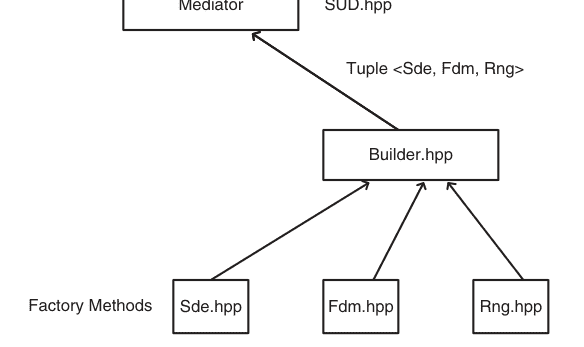 Mediator
SUD.hpp
Tuple <Sde, Fdm, Rng>
Builder.hpp
Factory Methods
Sde.hpp
Fdm.hpp
Rng.hpp